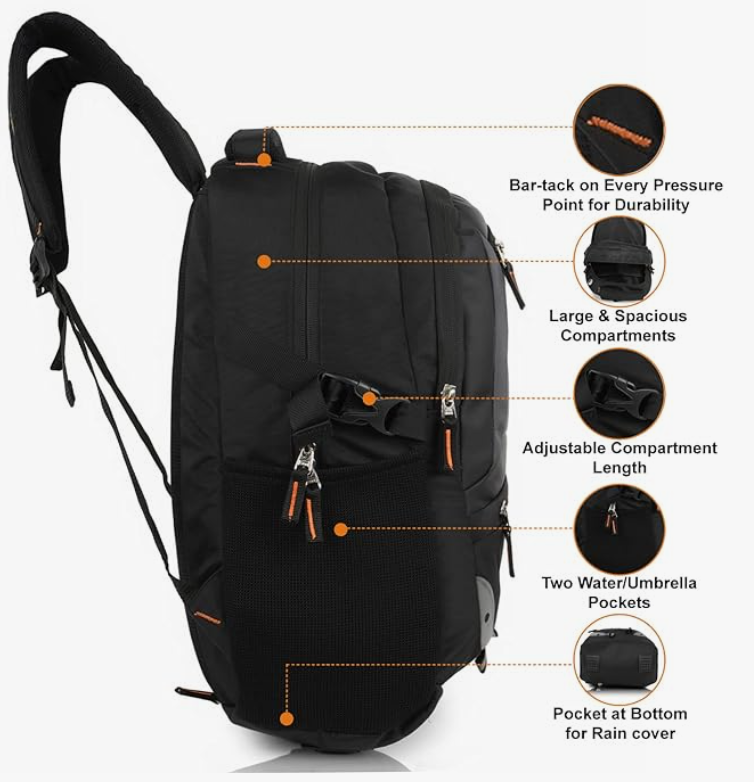 Bar-tack on Every Pressure
Point for Durability
Large & Spacious
Compartments
Adjustable Compartment
Length
Two Water/Umbrella
Pockets
Pocket at Bottom
for Rain cover